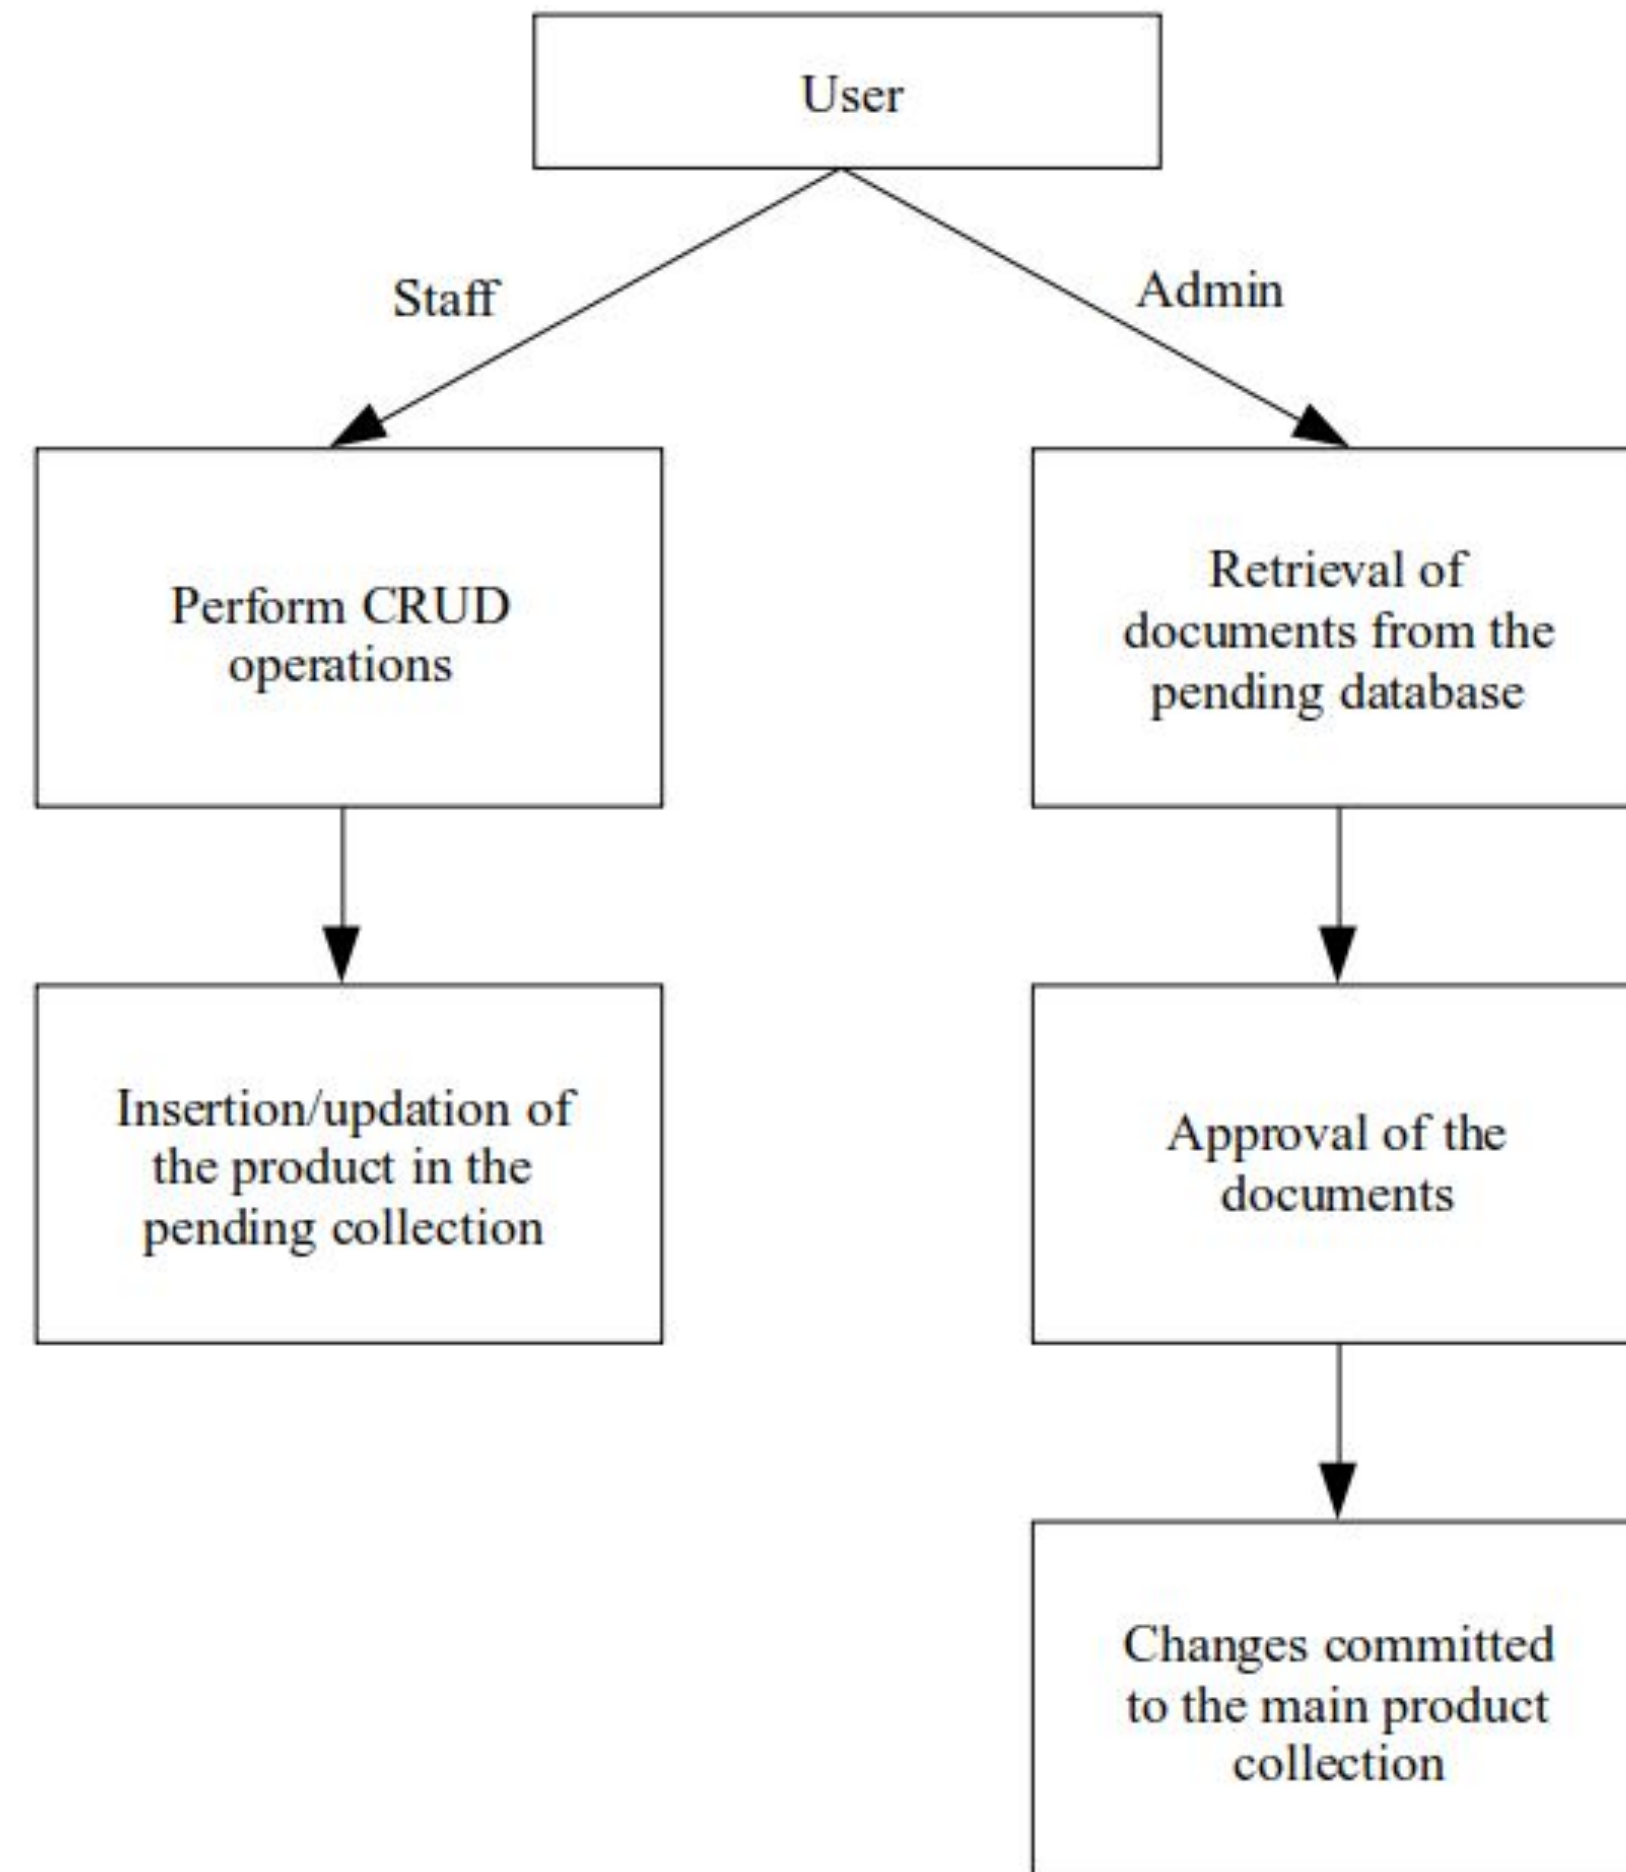 User
Staff
Admin
Perform CRUD
operations
Retrieval of
documents from the
pending database
Insertion/updation of
the product in the
pending collection
Approval of the
documents
Changes committed
to the main product
collection